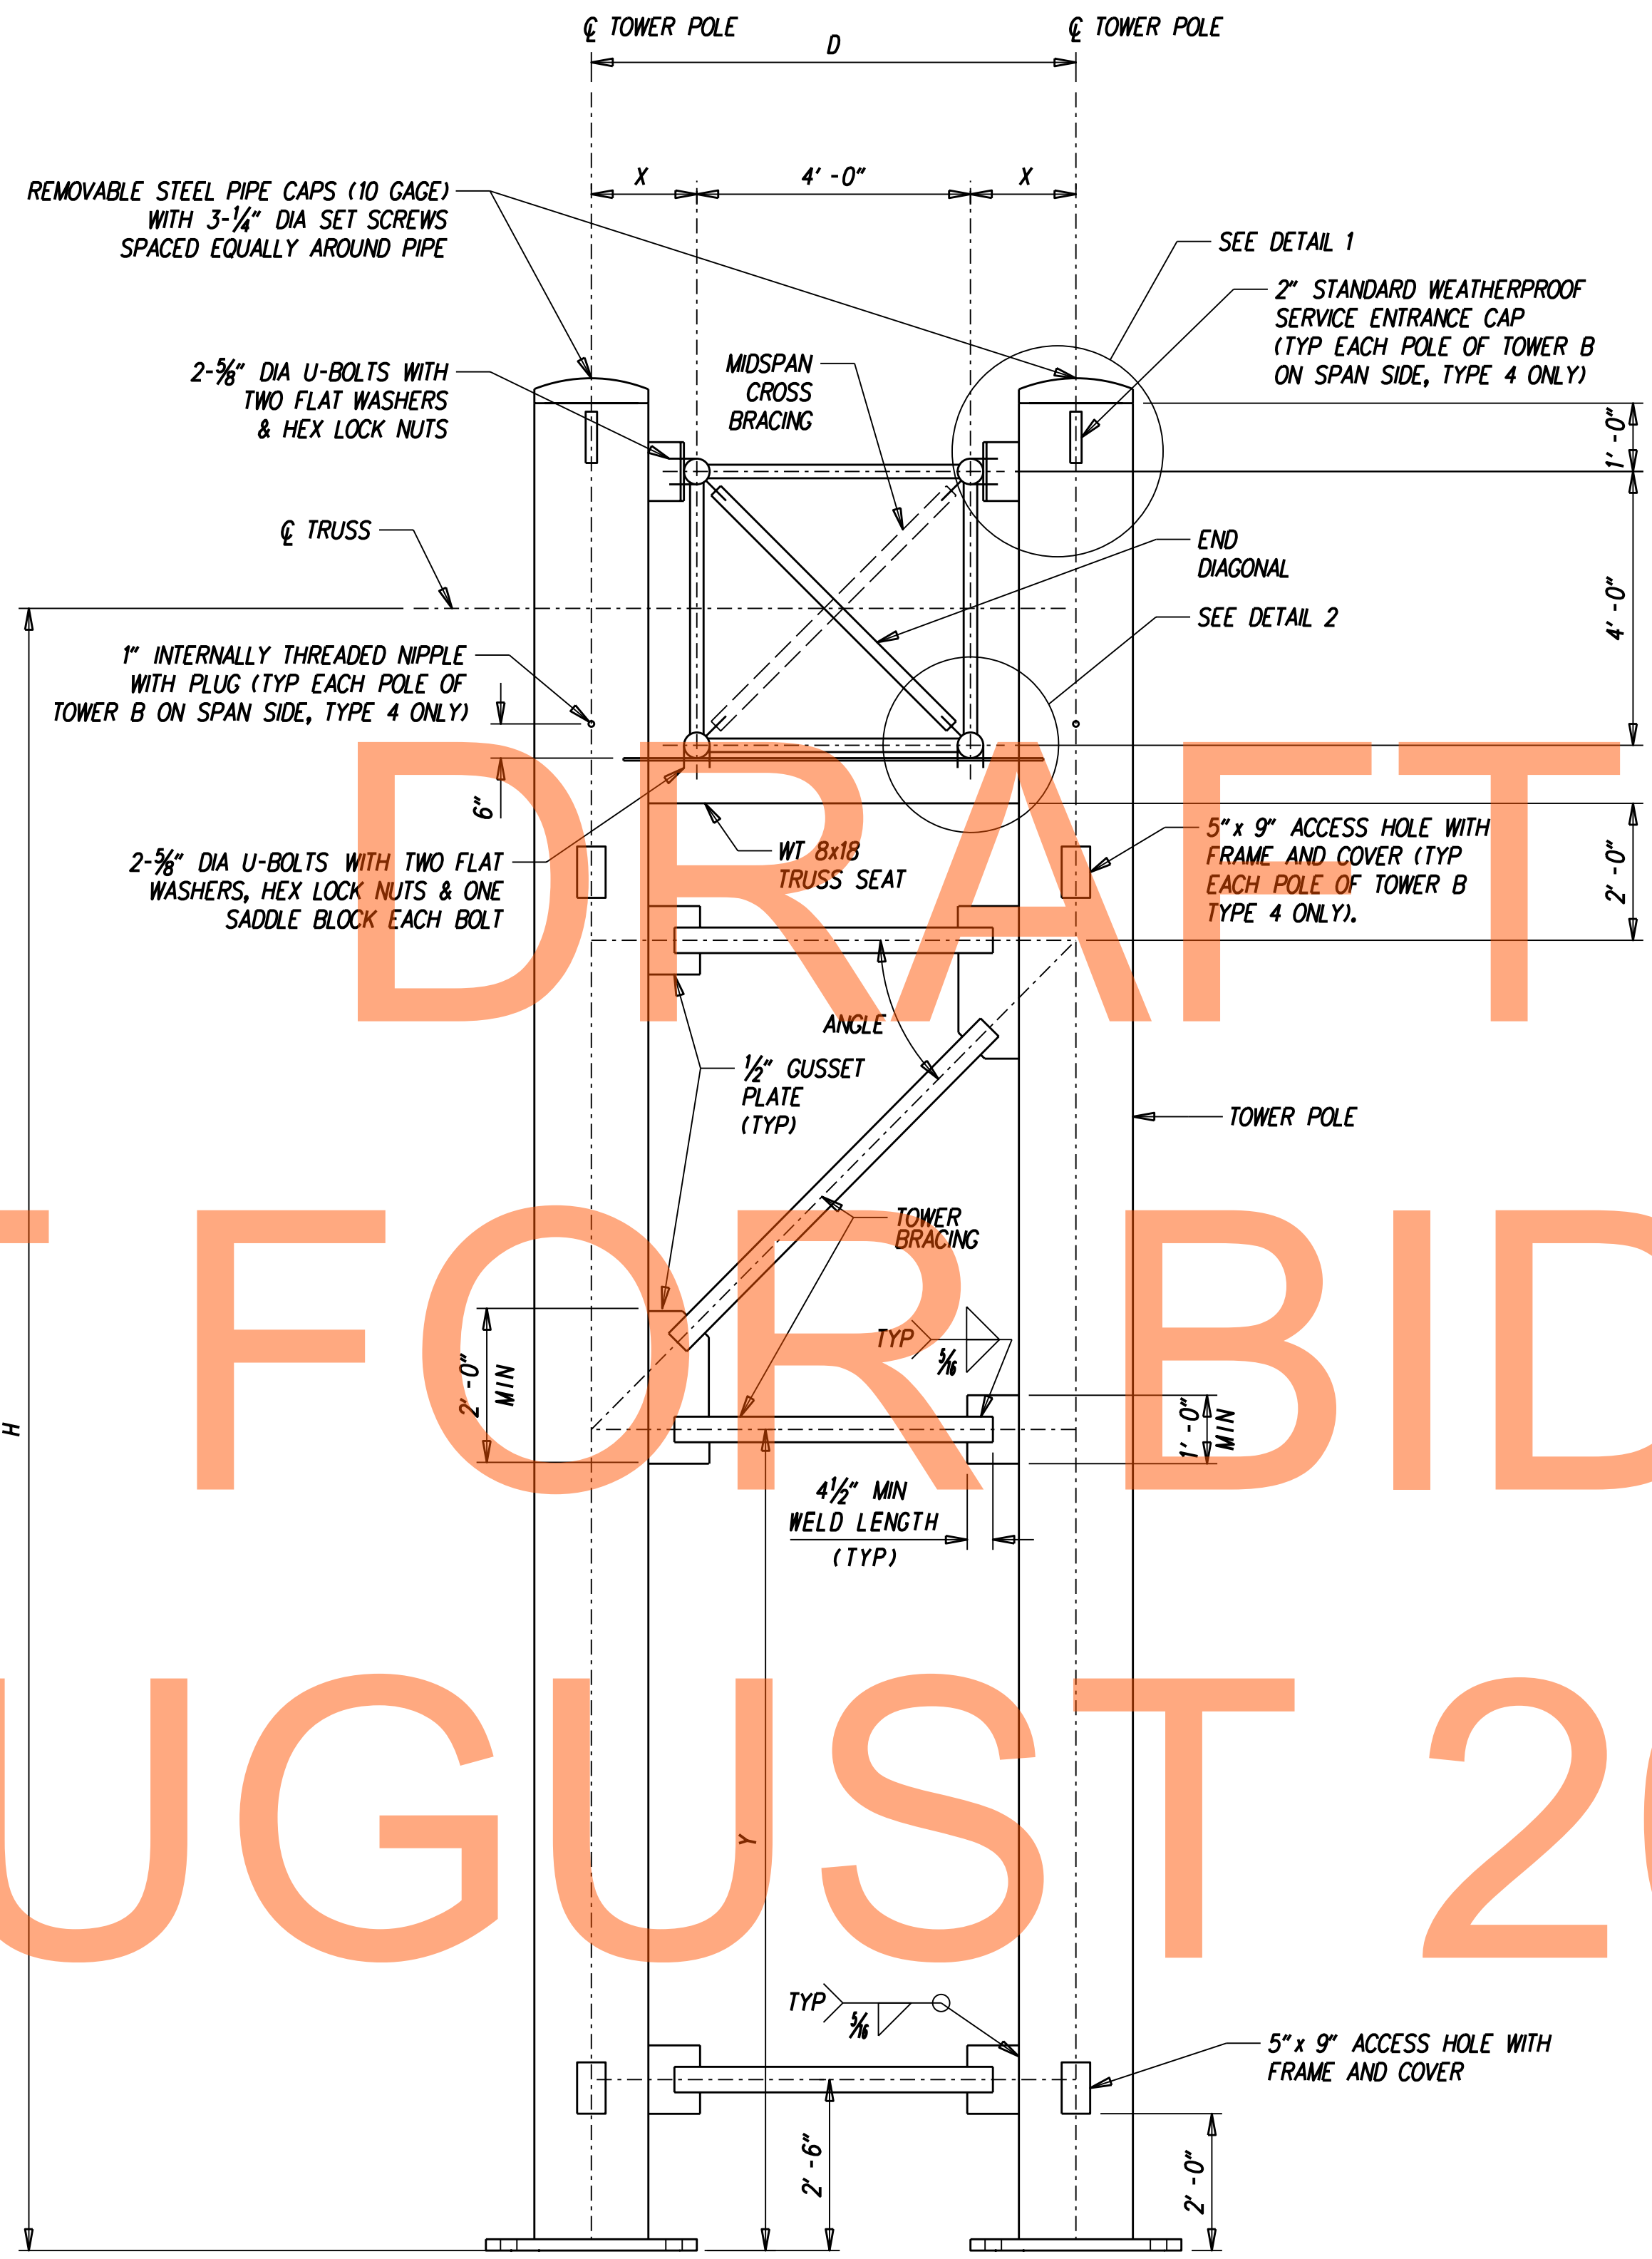 ℄ TOWER POLE
℄ TOWER POLE
D
X
4'-0"
X
REMOVABLE STEEL PIPE CAPS (10 GAGE)
WITH 3-1/4" DIA SET SCREWS
SPACED EQUALLY AROUND PIPE
SEE DETAIL 1
2" STANDARD WEATHERPROOF
SERVICE ENTRANCE CAP
(TYP EACH POLE OF TOWER B
ON SPAN SIDE, TYPE 4 ONLY)
2-5/8" DIA U-BOLTS WITH
TWO FLAT WASHERS
& HEX LOCK NUTS
MIDSPAN
CROSS
BRACING
1'-0"
℄ TRUSS
END
DIAGONAL
4'-0"
SEE DETAIL 2
1" INTERNALLY THREADED NIPPLE
WITH PLUG (TYP EACH POLE OF
TOWER B ON SPAN SIDE, TYPE 4 ONLY)
6"
2-5/8" DIA U-BOLTS WITH TWO FLAT
WASHERS, HEX LOCK NUTS & ONE
SADDLE BLOCK EACH BOLT
WT 8x18
TRUSS SEAT
5" x 9" ACCESS HOLE WITH
FRAME AND COVER (TYP
EACH POLE OF TOWER B
TYPE 4 ONLY).
2'-0"
DRAFT
ANGLE
1/2" GUSSET
PLATE
(TYP)
TOWER POLE
TOWER
BRACING
T FOR BID
TYP
5/16
2'-0"
MIN
1'-0"
MIN
H
4 1/2" MIN
WELD LENGTH
(TYP)
UGUST 20
Y
TYP
5/16
5" x 9" ACCESS HOLE WITH
FRAME AND COVER
2'-6"
2'-0"